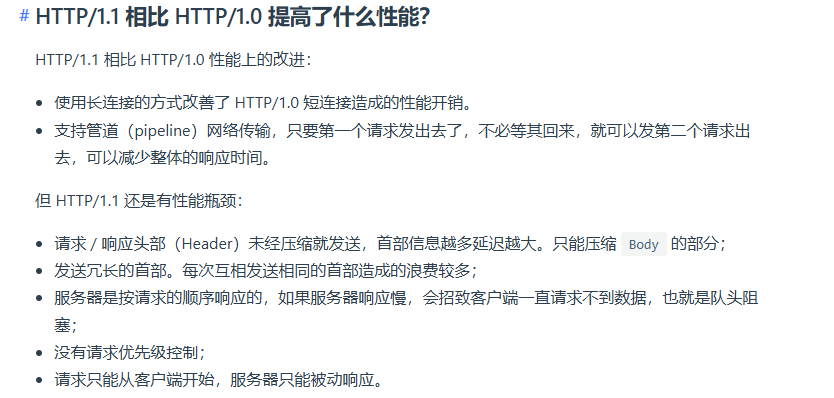 # HTTP/1.1 相比 HTTP/1.0 提高了什么性能？
HTTP/1.1 相比 HTTP/1.0 性能上的改进：
• 使用长连接的方式改善了 HTTP/1.0 短连接造成的性能开销。
• 支持管道（pipeline）网络传输，只要第一个请求发出去了，不必等其回来，就可以发第二个请求出
去，可以减少整体的响应时间。
但 HTTP/1.1 还是有性能瓶颈：
• 请求 / 响应头部（Header）未经压缩就发送，首部信息越多延迟越大。只能压缩 Body 的部分；
• 发送冗长的首部。每次互相发送相同的首部造成的浪费较多；
• 服务器是按请求的顺序响应的，如果服务器响应慢，会招致客户端一直请求不到数据，也就是队头阻
塞；
• 没有请求优先级控制；
• 请求只能从客户端开始，服务器只能被动响应。